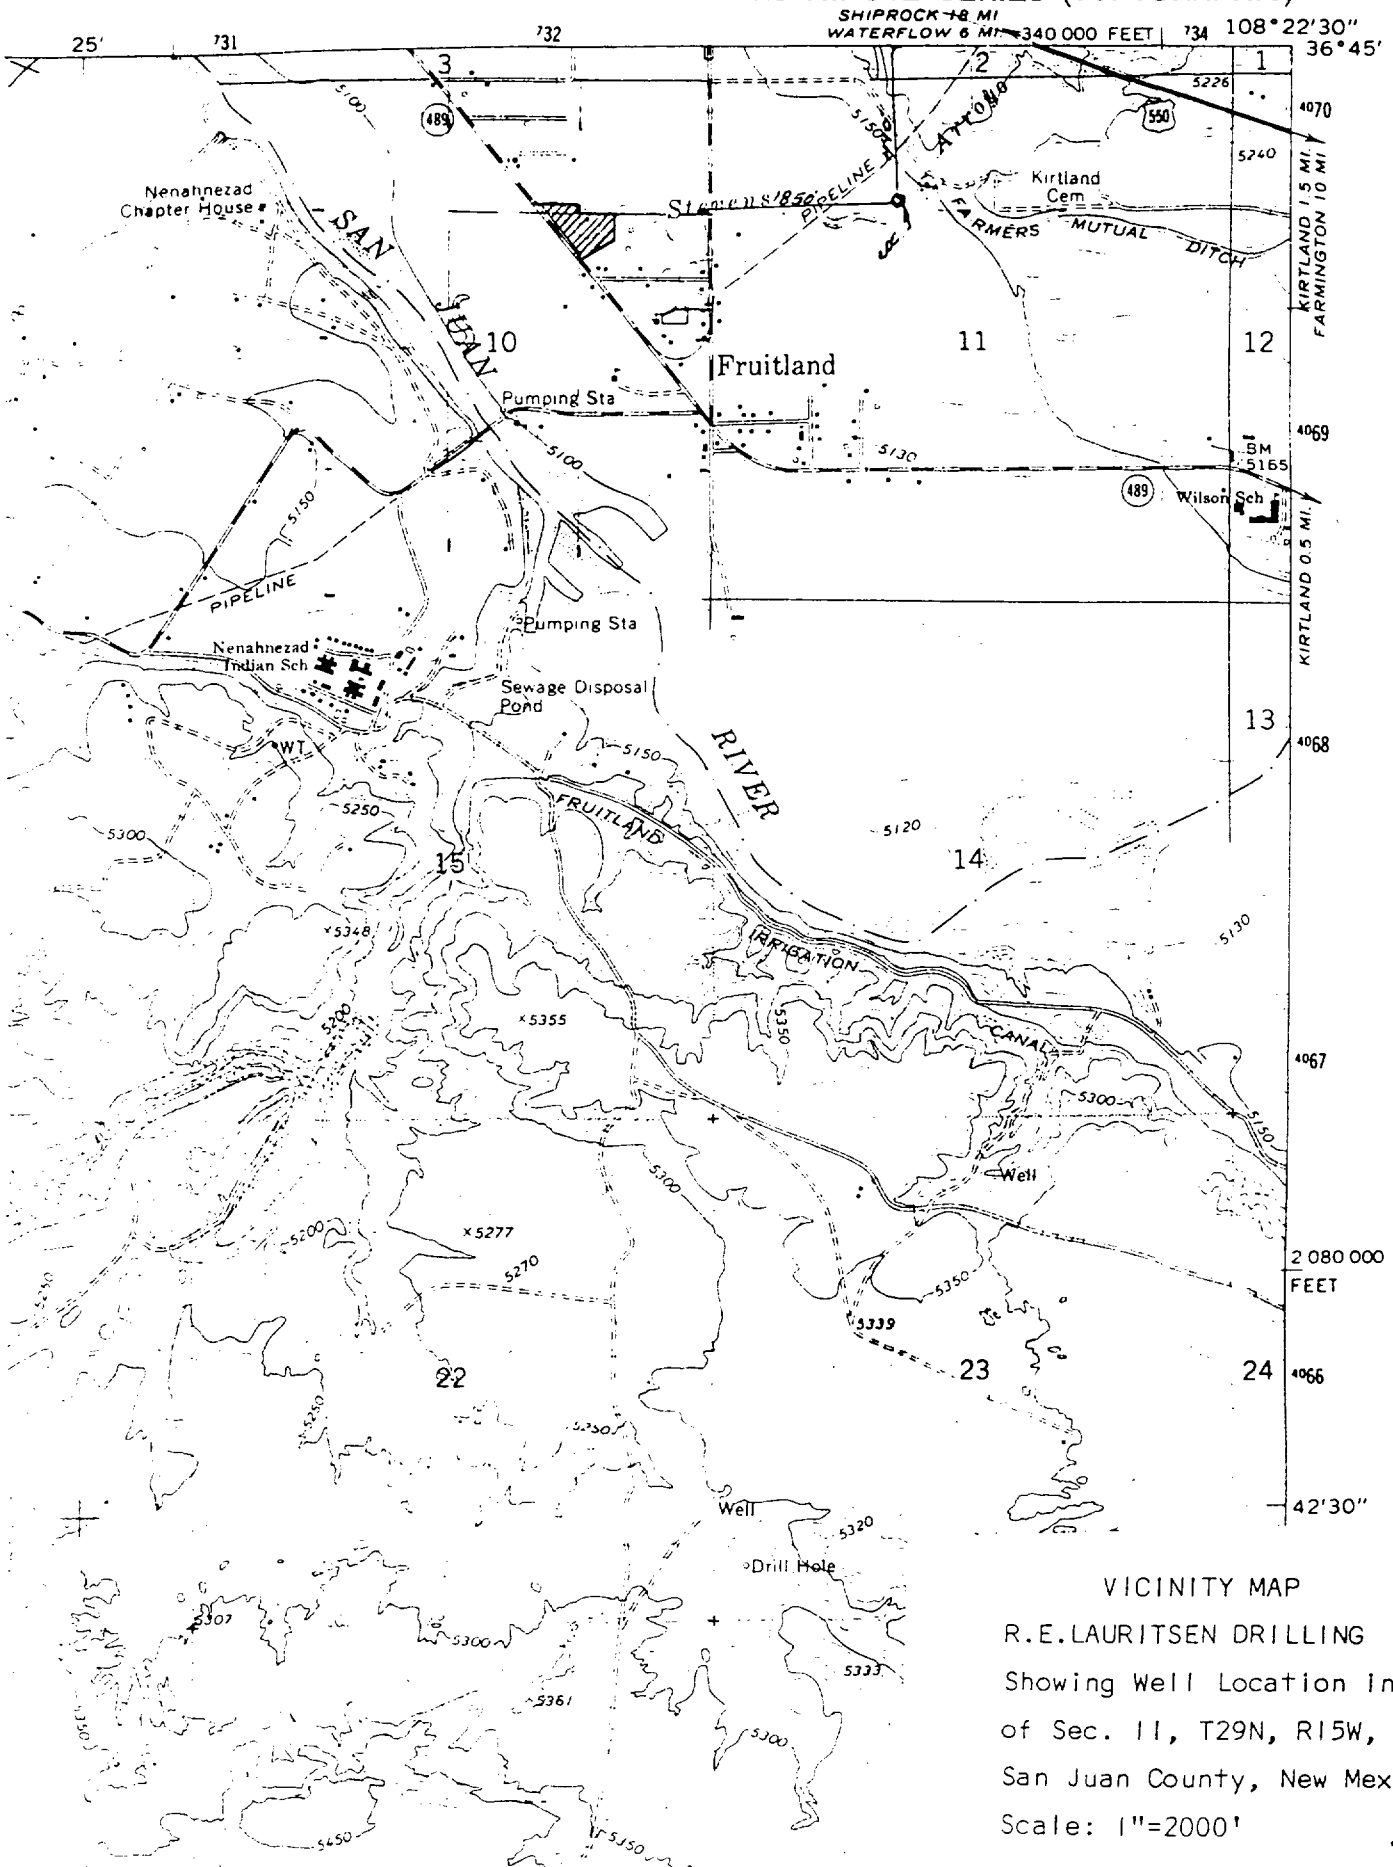 SHIPROCK 18 MI
WATERFLOW 6 MI
340 000 FEET
734
108°22'30"
36°45'
25'
731
732
3
2
1
5226
4070
5100
489
5150
Arroyo
550
5240
Nenahnezad
Chapter House
Stevens
1850'
PIPELINE
Kirtland
Cem
LOC
FARMERS MUTUAL DITCH
KIRTLAND 1.5 MI.
FARMINGTON 10 MI
SAN JUAN
10
11
12
Fruitland
Pumping Sta
4069
BM
5165
5100
5130
489
Wilson Sch
5150
KIRTLAND 0.5 MI.
PIPELINE
Pumping Sta
Nenahnezad
Indian Sch
Sewage Disposal
Pond
13
4068
WT
5150
RIVER
5250
5300
FRUITLAND
5120
15
14
5348
5130
IRRIGATION
5200
5355
5350
CANAL
4067
5300
5150
5300
Well
5277
5200
5270
2 080 000
FEET
5250
5350
5339
22
23
24
4066
5250
5250
Well
42'30"
5320
Drill Hole
5307
5300
5333
5361
5300
5350
5450
5350
VICINITY MAP
R.E.LAURITSEN DRILLING
Showing Well Location In
of Sec. 11, T29N, R15W,
San Juan County, New Mex
Scale: 1"=2000'